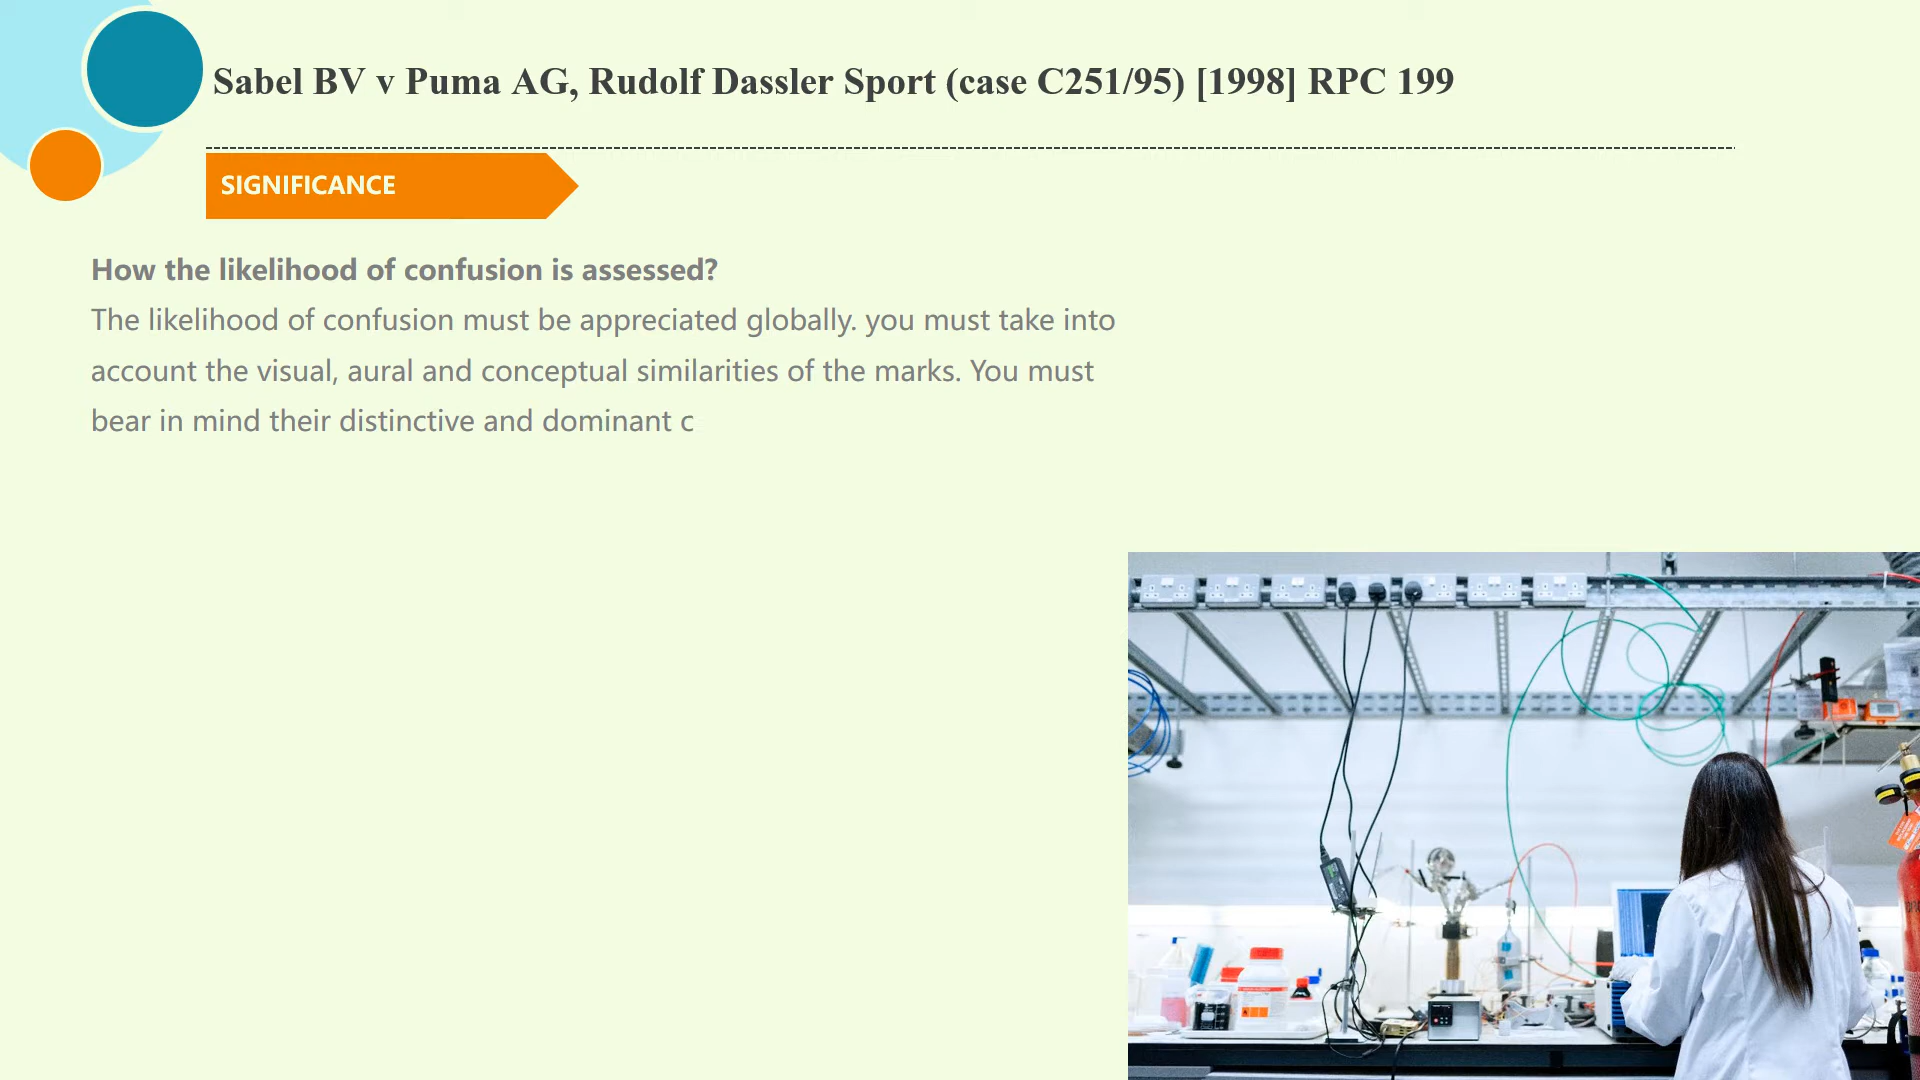 Sabel BV v Puma AG, Rudolf Dassler Sport (case C251/95) [1998] RPC 199
SIGNIFICANCE
How the likelihood of confusion is assessed?
The likelihood of confusion must be appreciated globally. you must take into
account the visual, aural and conceptual similarities of the marks. You must
bear in mind their distinctive and dominant c